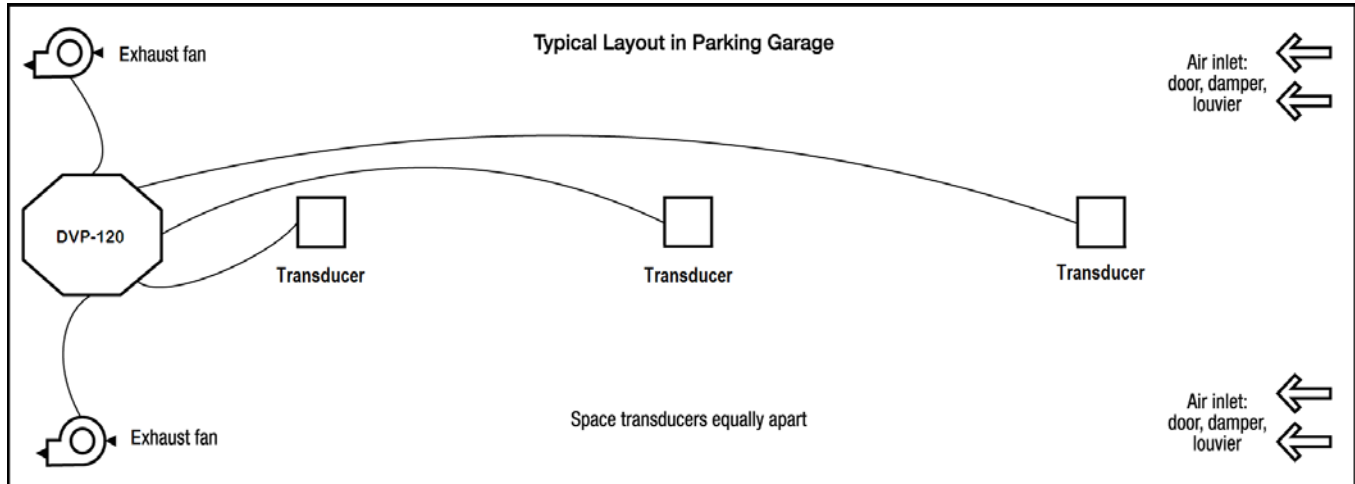 Typical Layout in Parking Garage
Exhaust fan
Air inlet:
door, damper,
louvier
DVP-120
Transducer
Transducer
Transducer
Space transducers equally apart
Exhaust fan
Air inlet:
door, damper,
louvier